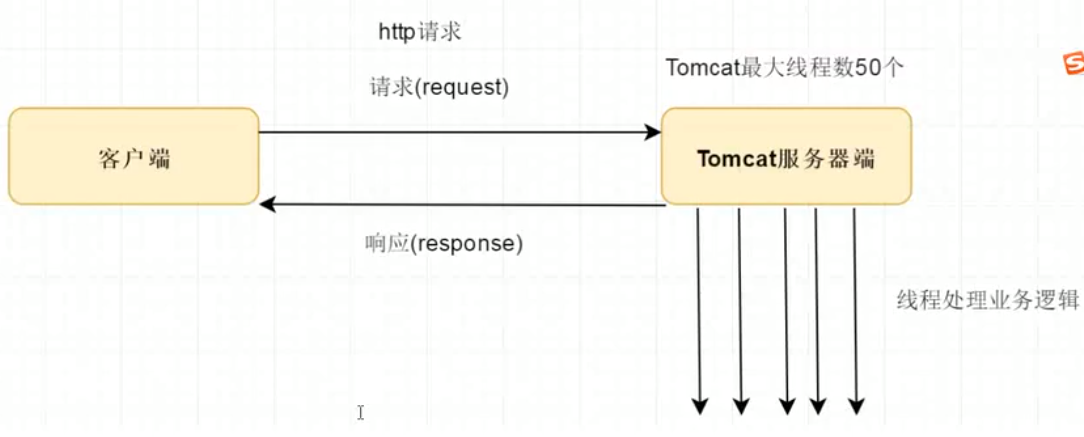 http请求
请求(request)
Tomcat最大线程数50个
客户端
Tomcat服务器端
响应(response)
线程处理业务逻辑